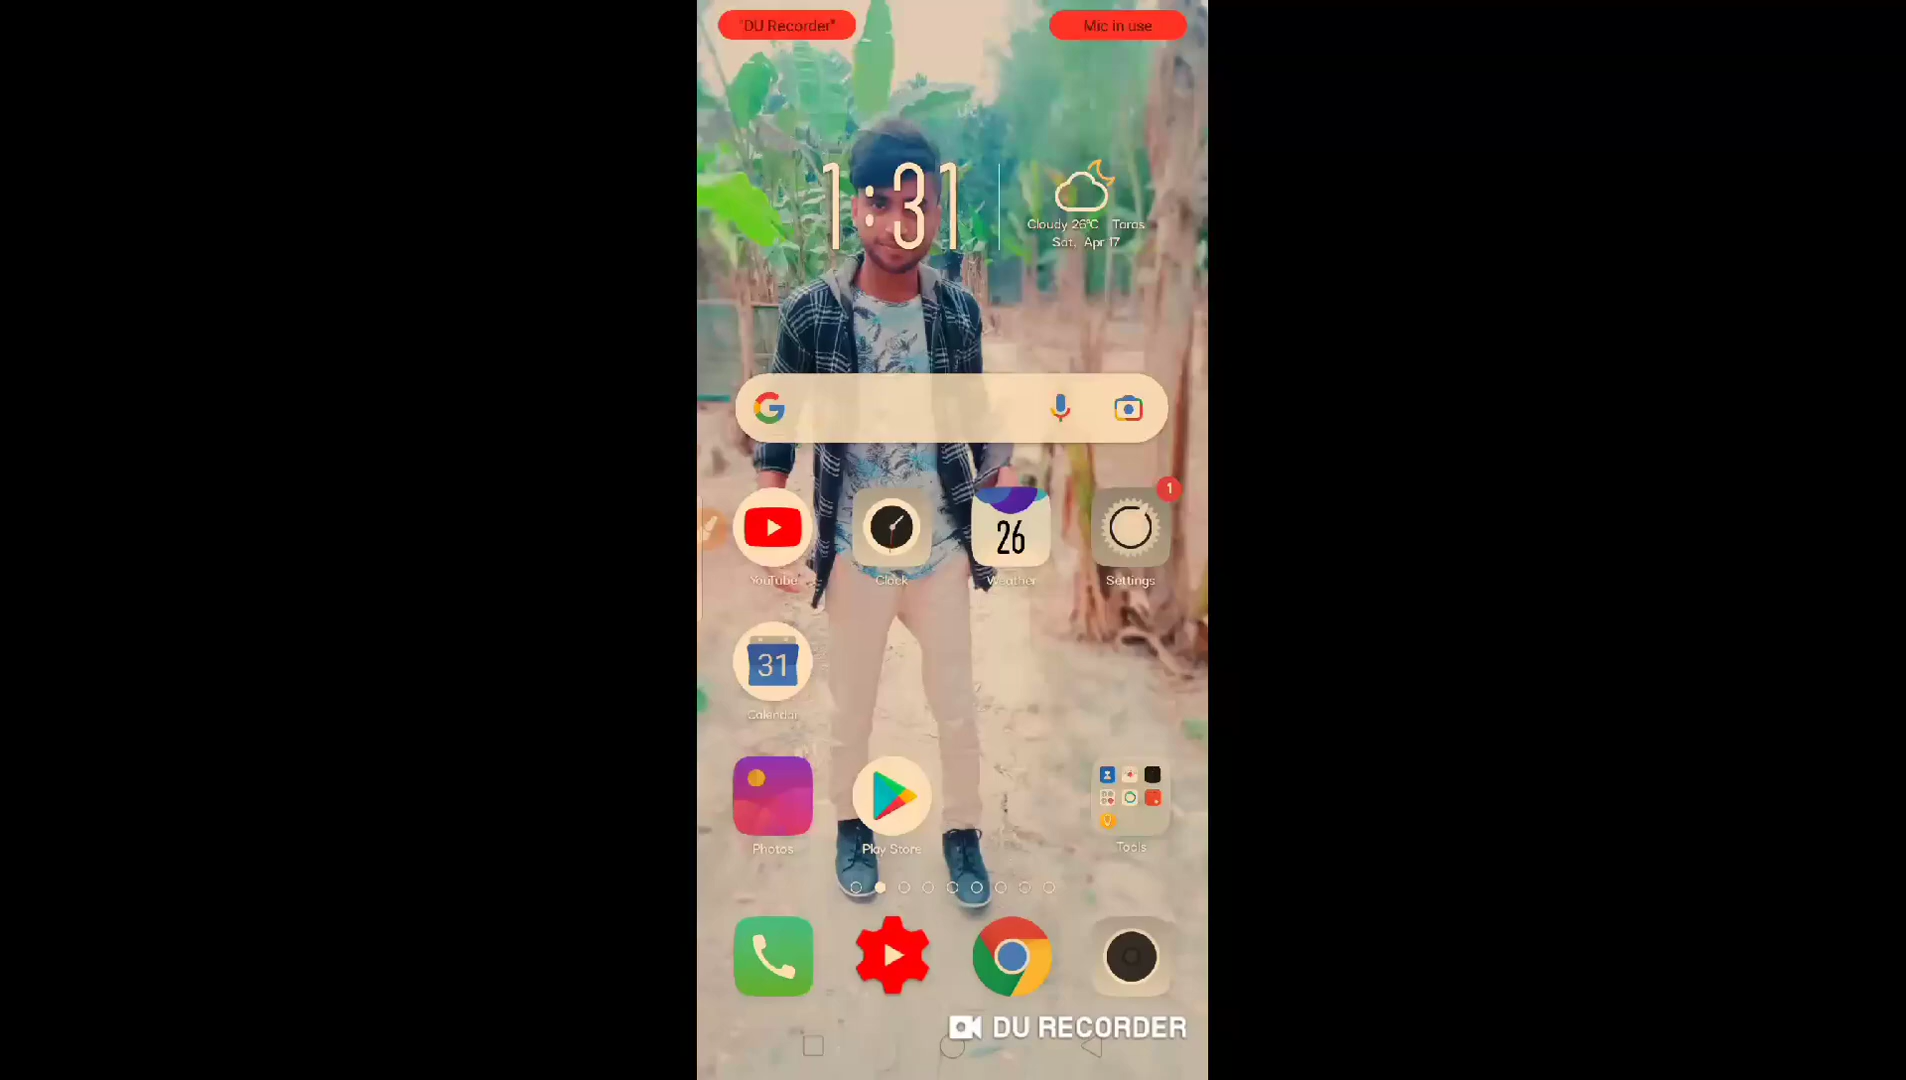 "DU Recorder"
Mic in use
1:31
Cloudy 26°C Taras
Sat, Apr 17
YouTube
Clock
26
Weather
1
Settings
31
Calendar
Photos
Play Store
Tools
DU RECORDER